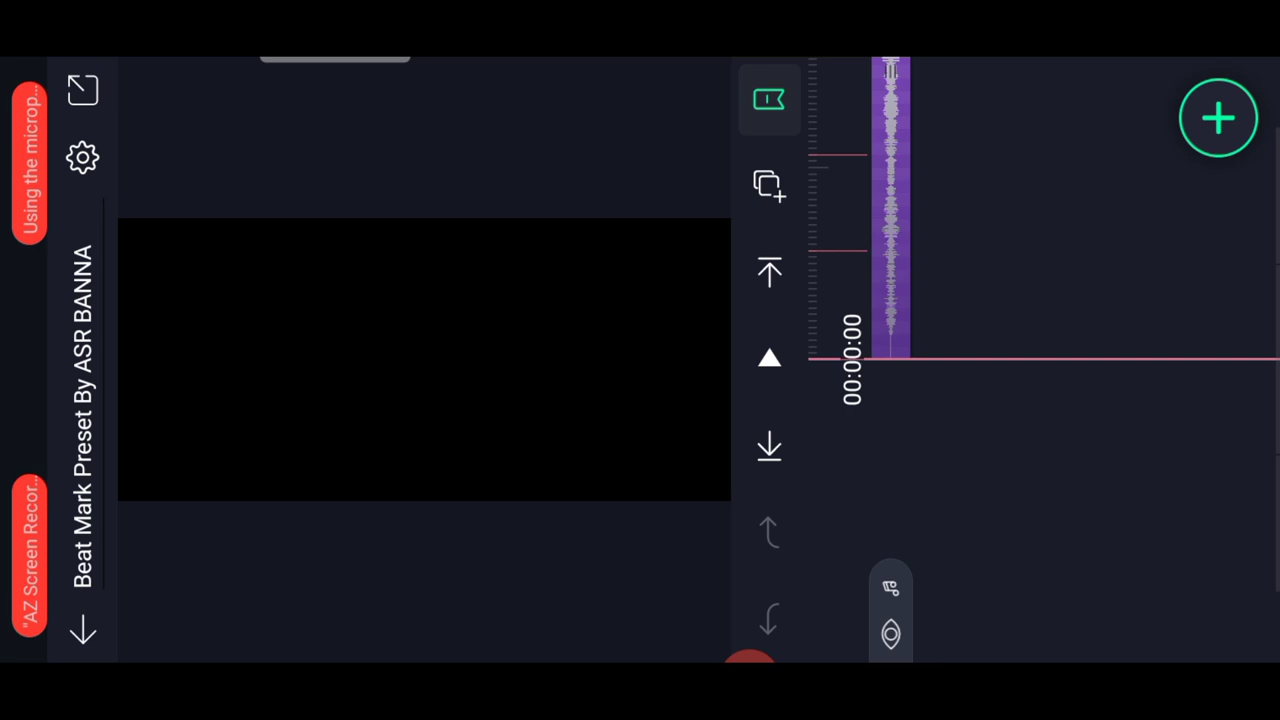 "AZ Screen Recor...
Using the microp...
Beat Mark Preset By ASR BANNA
00:00:00